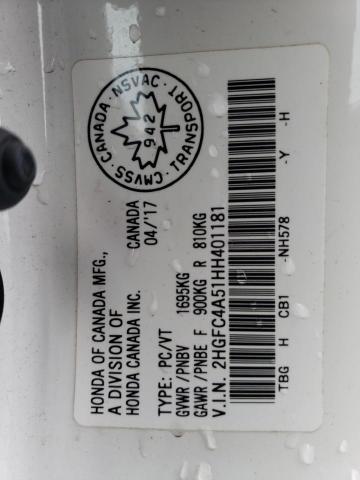 HONDA OF CANADA MFG.,
A DIVISION OF CANADA
HONDA CANADA INC. 04/'17
CMVSS · CANADA · NSVAC · TRANSPORT
942
TYPE: PC/VT
GVWR/PNBV 1695KG
GAWR/PNBE F 900KG R 810KG
V.I.N. 2HGFC4A51HH401181
TBG H CB1 -NH578 -Y -H